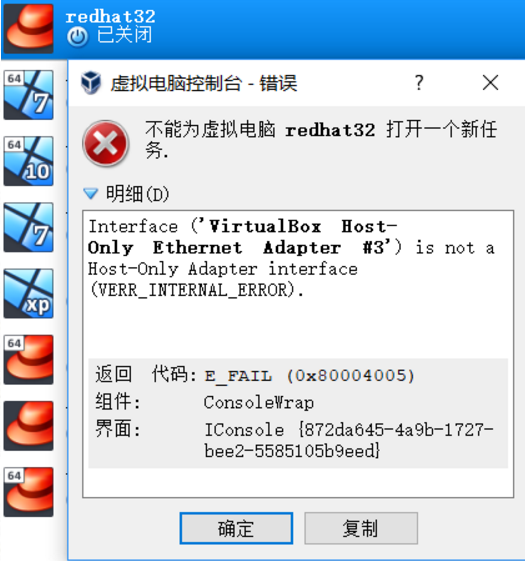 redhat32
已关闭
64
7
虚拟电脑控制台 - 错误
?
64
10
不能为虚拟电脑 redhat32 打开一个新任
务.
明细(D)
7
Interface ('VirtualBox Host-
Only Ethernet Adapter #3') is not a
Host-Only Adapter interface
(VERR_INTERNAL_ERROR).
xp
64
返回 代码: E_FAIL (0x80004005)
组件: ConsoleWrap
界面: IConsole {872da645-4a9b-1727-
bee2-5585105b9eed}
64
确定
复制